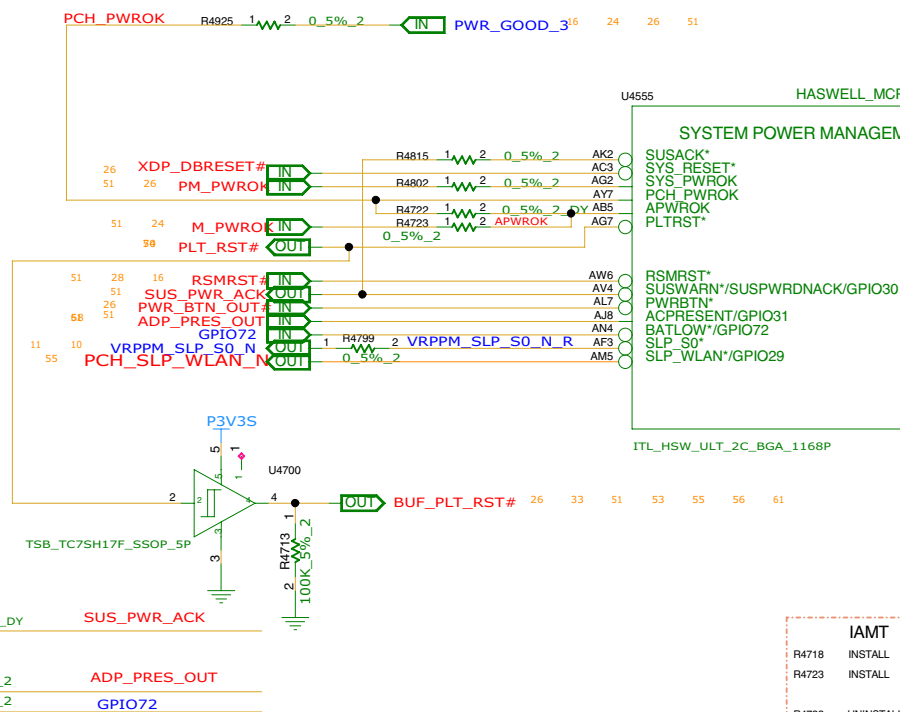 PCH_PWROK R4925 1 2 0_5%_2 IN PWR_GOOD_3 16 24 26 51
U4555 HASWELL_MCP
SYSTEM POWER MANAGEM
R4815 1 2 0_5%_2 AK2 SUSACK*
26 XDP_DBRESET# IN AC3 SYS_RESET*
51 26 PM_PWROK IN R4802 1 2 0_5%_2 AG2 SYS_PWROK
AY7 PCH_PWROK
R4722 1 2 0_5%_2_DY AB5 APWROK
51 24 M_PWROK IN R4723 1 2 APWROK AG7 PLTRST*
0_5%_2
PLT_RST# OUT
51 28 16 RSMRST# IN AW6 RSMRST*
51 SUS_PWR_ACK OUT AV4 SUSWARN*/SUSPWRDNACK/GPIO30
26 PWR_BTN_OUT# IN AL7 PWRBTN*
51 ADP_PRES_OUT IN AJ8 ACPRESENT/GPIO31
GPIO72 IN AN4 BATLOW*/GPIO72
11 10 VRPPM_SLP_S0_N OUT 1 R4799 2 VRPPM_SLP_S0_N_R AF3 SLP_S0*
55 PCH_SLP_WLAN_N OUT 0_5%_2 AM5 SLP_WLAN*/GPIO29
P3V3S
ITL_HSW_ULT_2C_BGA_1168P
5 1
U4700
5 1
2 2 4 4 OUT BUF_PLT_RST# 26 33 51 53 55 56 61
3
TSB_TC7SH17F_SSOP_5P
3
1 R4713 2 100K_5%_2
_DY SUS_PWR_ACK
_2 ADP_PRES_OUT
_2 GPIO72
IAMT
R4718 INSTALL
R4723 INSTALL